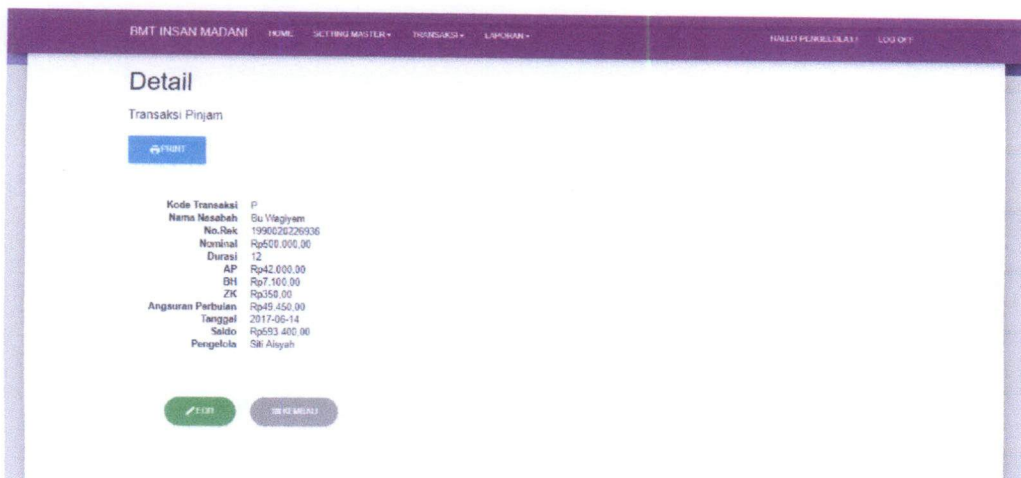 BMT INSAN MADANI HOME SETTING MASTER TRANSAKSI LAPORAN HALLO PENGELOLA1! LOG OFF
Detail
Transaksi Pinjam
PRINT
Kode Transaksi P
Nama Nasabah Bu Wagiyem
No.Rek 1990020226936
Nominal Rp500.000,00
Durasi 12
AP Rp42.000,00
BH Rp7.100,00
ZK Rp350,00
Angsuran Perbulan Rp49.450,00
Tanggal 2017-06-14
Saldo Rp593.400,00
Pengelola Siti Aisyah
EDIT KEMBALI